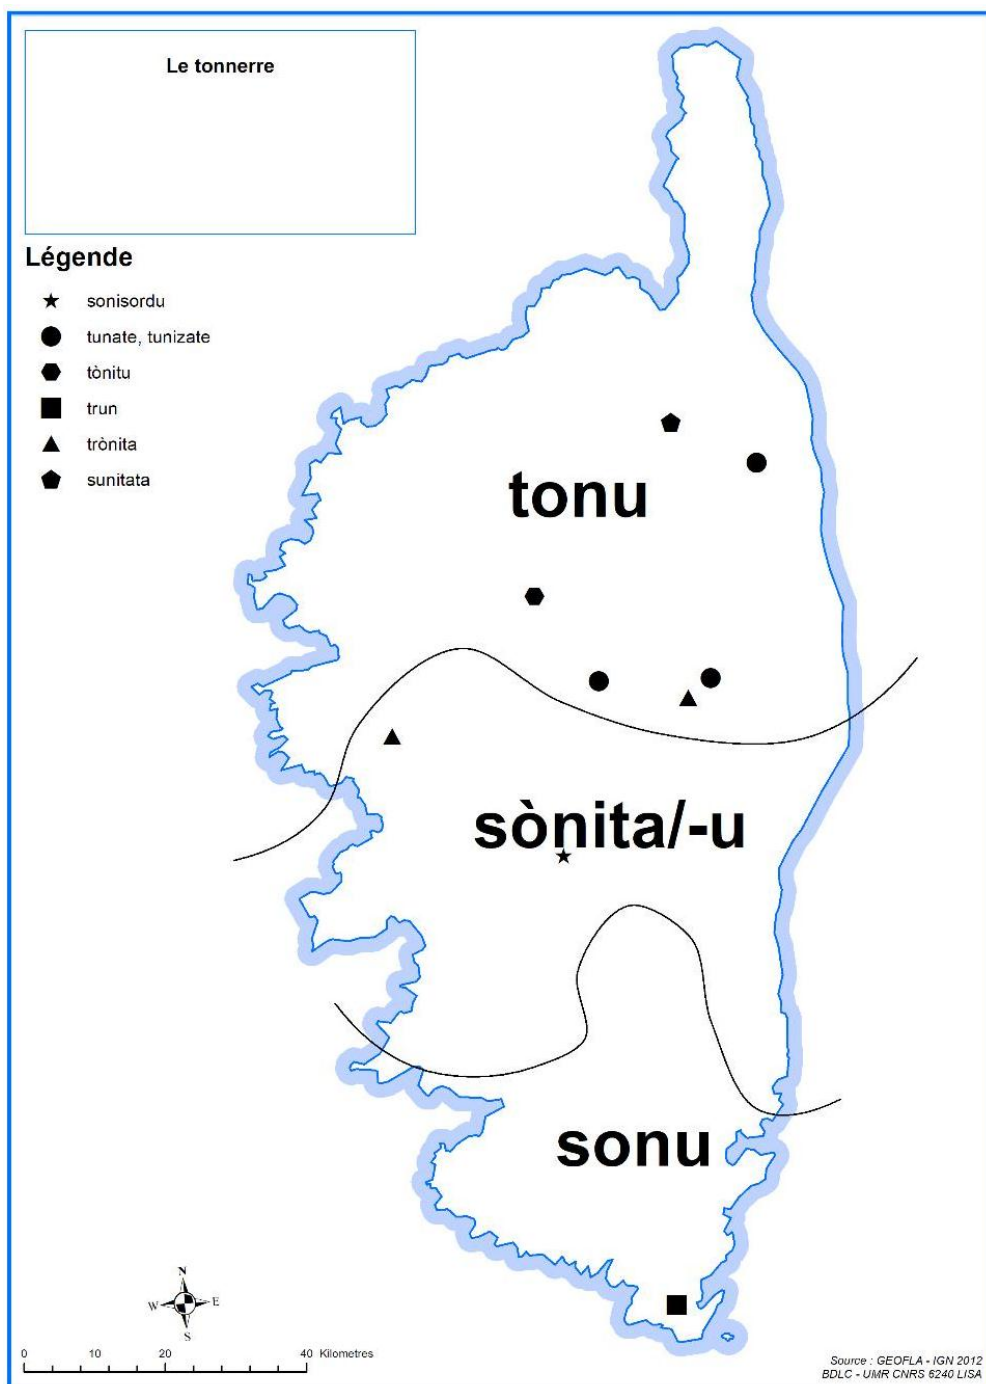 Le tonnerre
Légende
sonisordu
tunate, tunizate
tònitu
trun
trònita
sunitata
tonu
sònita/-u
sonu
N
W E
S
0 10 20 40 Kilometres
Source : GEOFLA - IGN 2012
BDLC - UMR CNRS 6240 LISA